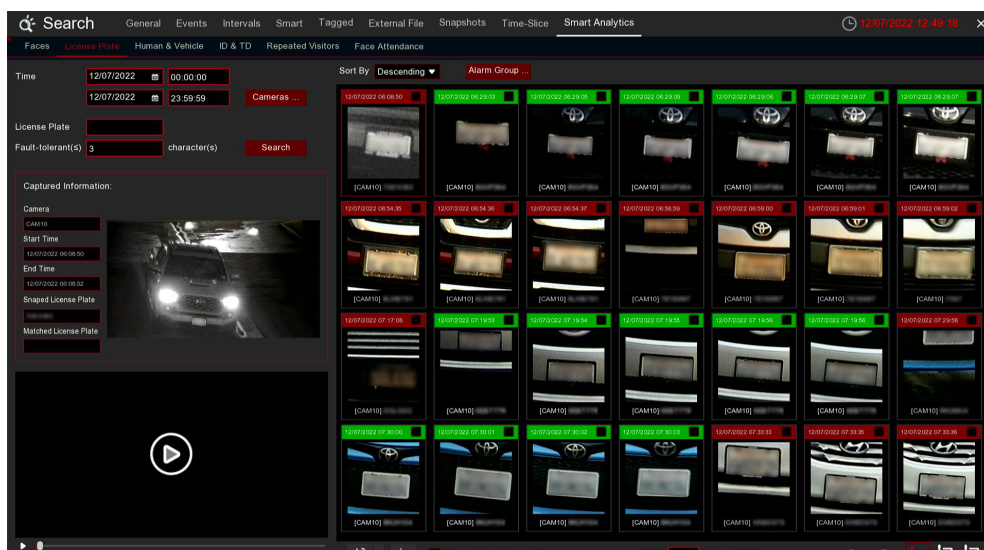 Search General Events Intervals Smart Tagged External File Snapshots Time-Slice Smart Analytics 12/07/2022 12:49:18
Faces License Plate Human & Vehicle ID & TD Repeated Visitors Face Attendance
Time 12/07/2022 00:00:00
12/07/2022 23:59:59 Cameras ...
License Plate
Fault-tolerant(≤) 3 character(s) Search
Captured Information:
Camera
CAM10
Start Time
12/07/2022 06:08:50
End Time
12/07/2022 06:08:52
Snaped License Plate
Matched License Plate
Sort By Descending Alarm Group ...
12/07/2022 06:08:50 12/07/2022 06:29:03 12/07/2022 06:29:05 12/07/2022 06:29:05 12/07/2022 06:29:06 12/07/2022 06:29:07 12/07/2022 06:29:07
[CAM10] [CAM10] [CAM10] [CAM10] [CAM10] [CAM10] [CAM10]
12/07/2022 06:54:35 12/07/2022 06:54:36 12/07/2022 06:54:37 12/07/2022 06:58:59 12/07/2022 06:59:00 12/07/2022 06:59:01 12/07/2022 06:59:02
[CAM10] [CAM10] [CAM10] [CAM10] [CAM10] [CAM10] [CAM10]
12/07/2022 07:17:06 12/07/2022 07:19:53 12/07/2022 07:19:54 12/07/2022 07:19:55 12/07/2022 07:19:56 12/07/2022 07:19:56 12/07/2022 07:29:58
[CAM10] [CAM10] [CAM10] [CAM10] [CAM10] [CAM10] [CAM10]
12/07/2022 07:30:00 12/07/2022 07:30:01 12/07/2022 07:30:02 12/07/2022 07:30:03 12/07/2022 07:33:33 12/07/2022 07:33:35 12/07/2022 07:33:36
[CAM10] [CAM10] [CAM10] [CAM10] [CAM10] [CAM10] [CAM10]